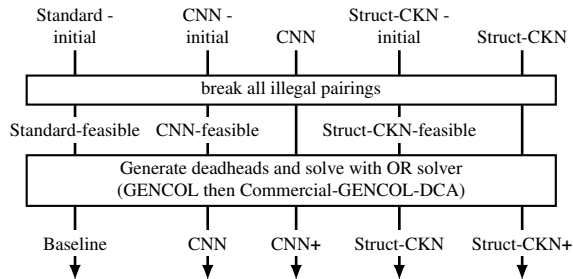 Standard - initial
CNN - initial
CNN
Struct-CKN - initial
Struct-CKN
break all illegal pairings
Standard-feasible
CNN-feasible
Struct-CKN-feasible
Generate deadheads and solve with OR solver
(GENCOL then Commercial-GENCOL-DCA)
Baseline
CNN
CNN+
Struct-CKN
Struct-CKN+